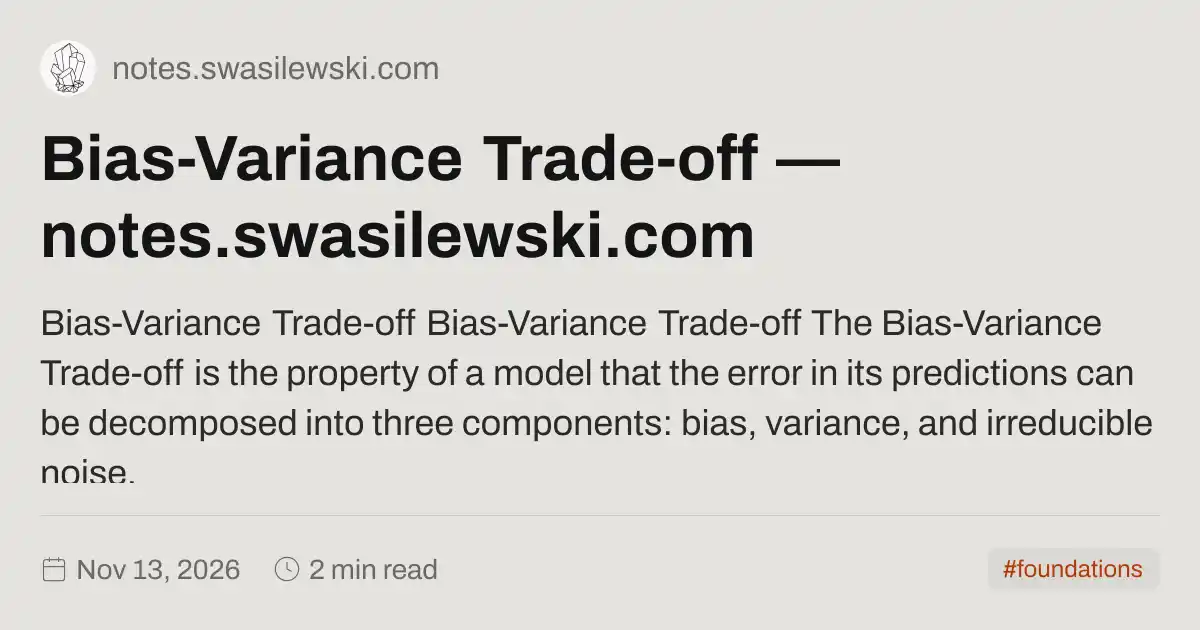 notes.swasilewski.com
Bias-Variance Trade-off —
notes.swasilewski.com
Bias-Variance Trade-off Bias-Variance Trade-off The Bias-Variance
Trade-off is the property of a model that the error in its predictions can
be decomposed into three components: bias, variance, and irreducible
noise.
Nov 13, 2026
2 min read
#foundations